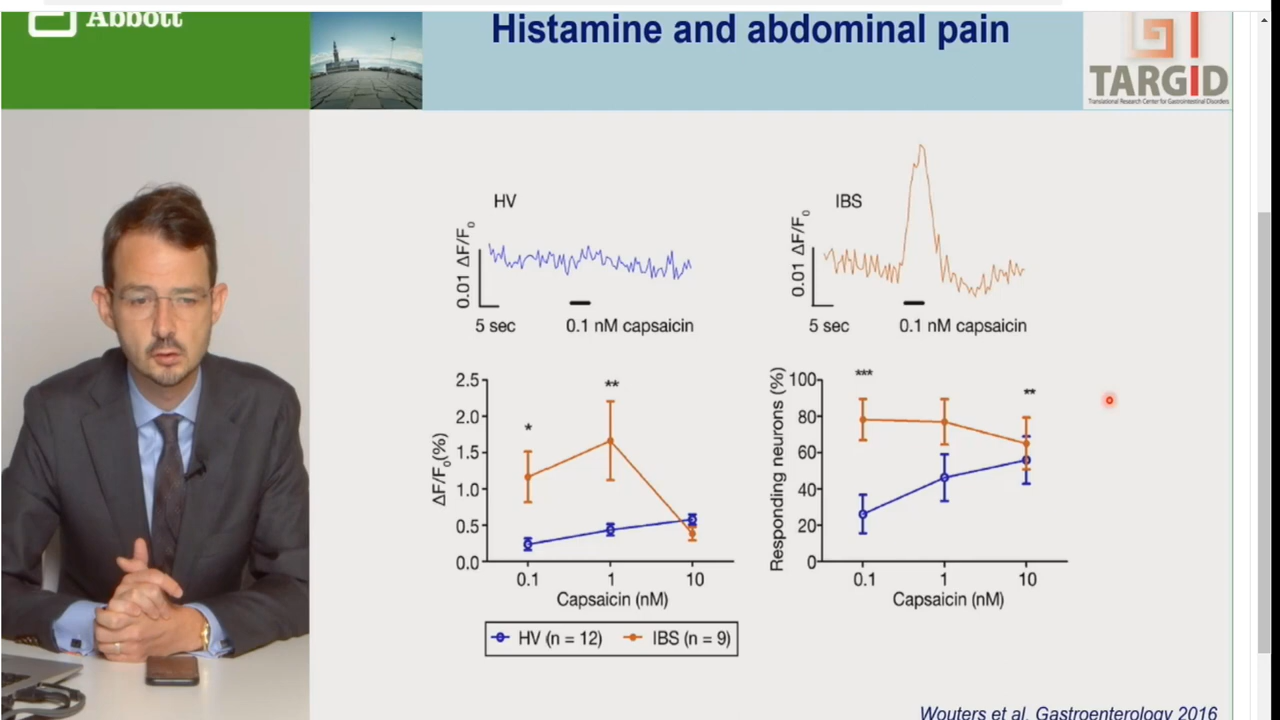 Abbott
Histamine and abdominal pain
TARGID
Translational Research Center for Gastrointestinal Disorders
HV
0.01 ΔF/F₀
5 sec
0.1 nM capsaicin
IBS
0.01 ΔF/F₀
5 sec
0.1 nM capsaicin
ΔF/F₀(%)
2.5
2.0
1.5
1.0
0.5
0.0
*
**
0.1
1
10
Capsaicin (nM)
Responding neurons (%)
100
80
60
40
20
0
***
**
0.1
1
10
Capsaicin (nM)
HV (n = 12)
IBS (n = 9)
Wouters et al, Gastroenterology 2016